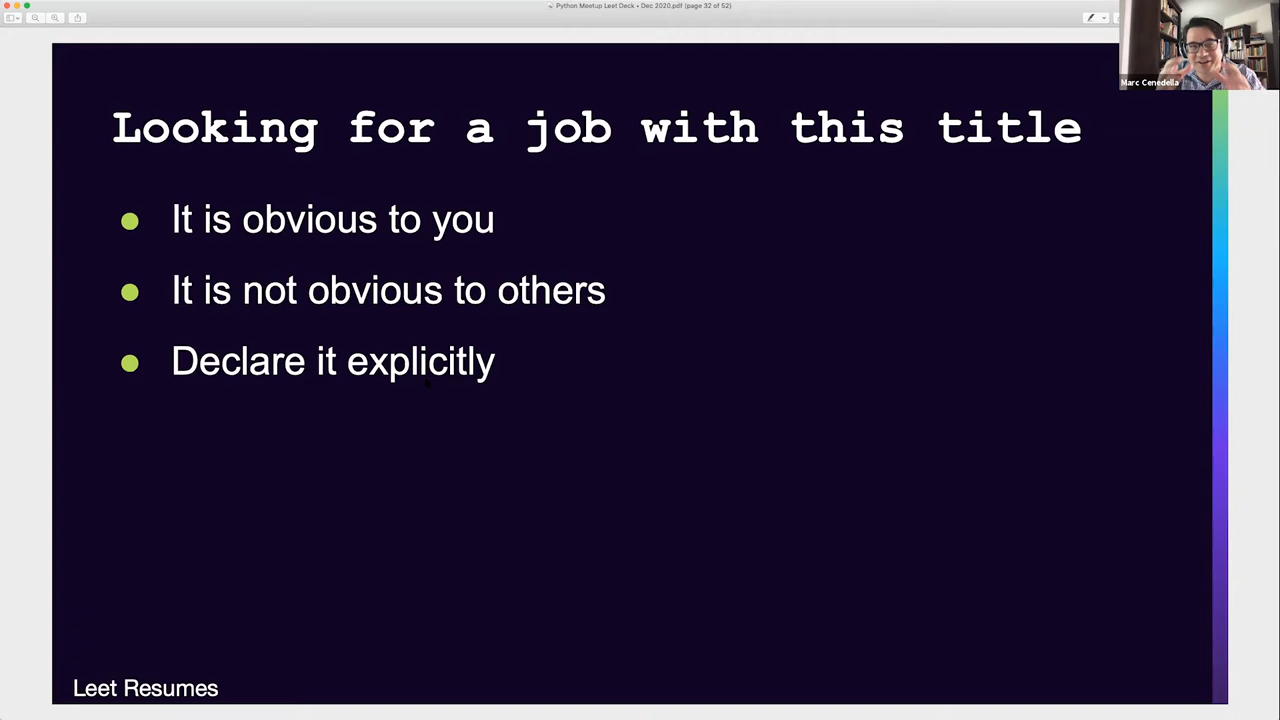 Python Meetup Leet Deck • Dec 2020.pdf (page 32 of 52)
Marc Cenedella
Looking for a job with this title
It is obvious to you
It is not obvious to others
Declare it explicitly
Leet Resumes